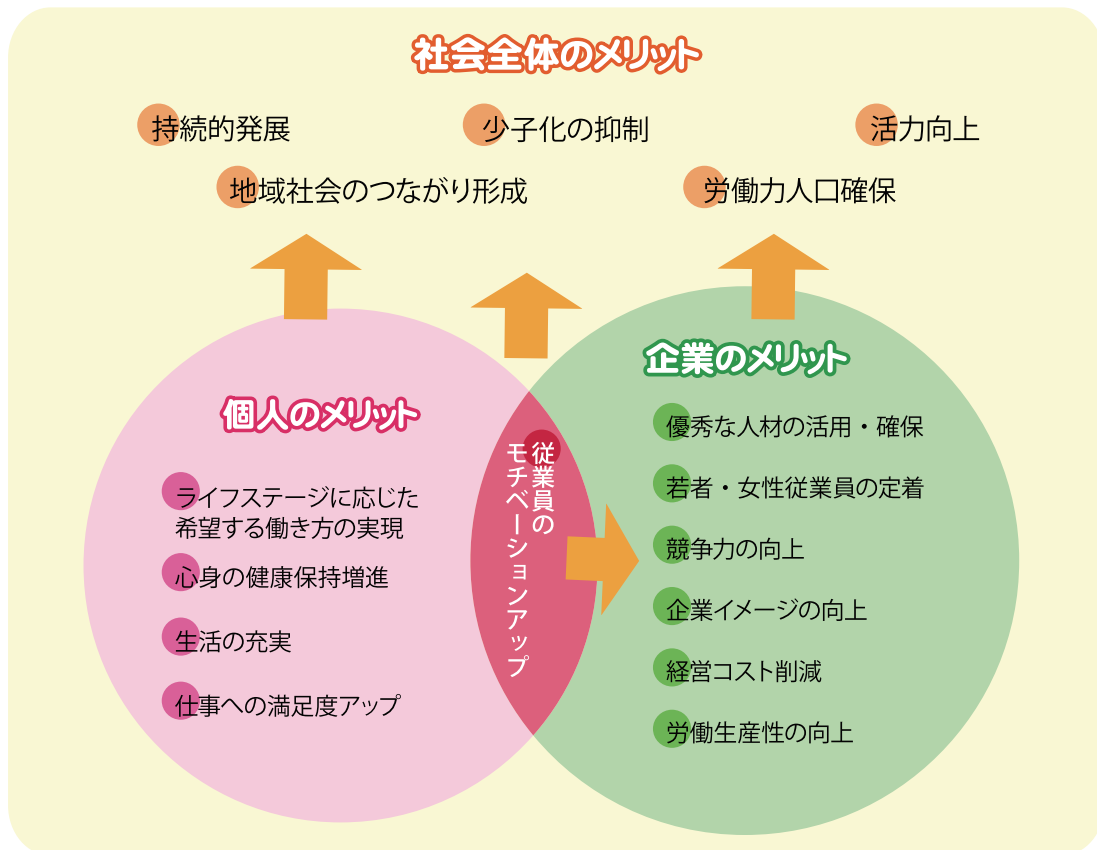 社会全体のメリット
持続的発展
少子化の抑制
活力向上
地域社会のつながり形成
労働力人口確保
個人のメリット
ライフステージに応じた
希望する働き方の実現
心身の健康保持増進
生活の充実
仕事への満足度アップ
従業員の
モチベーションアップ
企業のメリット
優秀な人材の活用・確保
若者・女性従業員の定着
競争力の向上
企業イメージの向上
経営コスト削減
労働生産性の向上